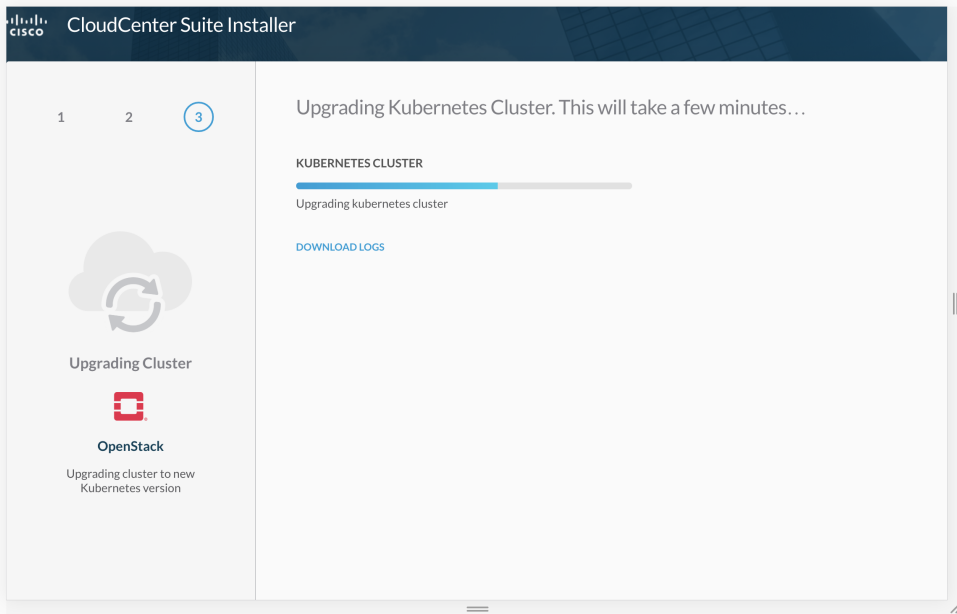 CISCO
CloudCenter Suite Installer
1 2 3
Upgrading Kubernetes Cluster. This will take a few minutes...
KUBERNETES CLUSTER
Upgrading kubernetes cluster
DOWNLOAD LOGS
Upgrading Cluster
OpenStack
Upgrading cluster to new
Kubernetes version